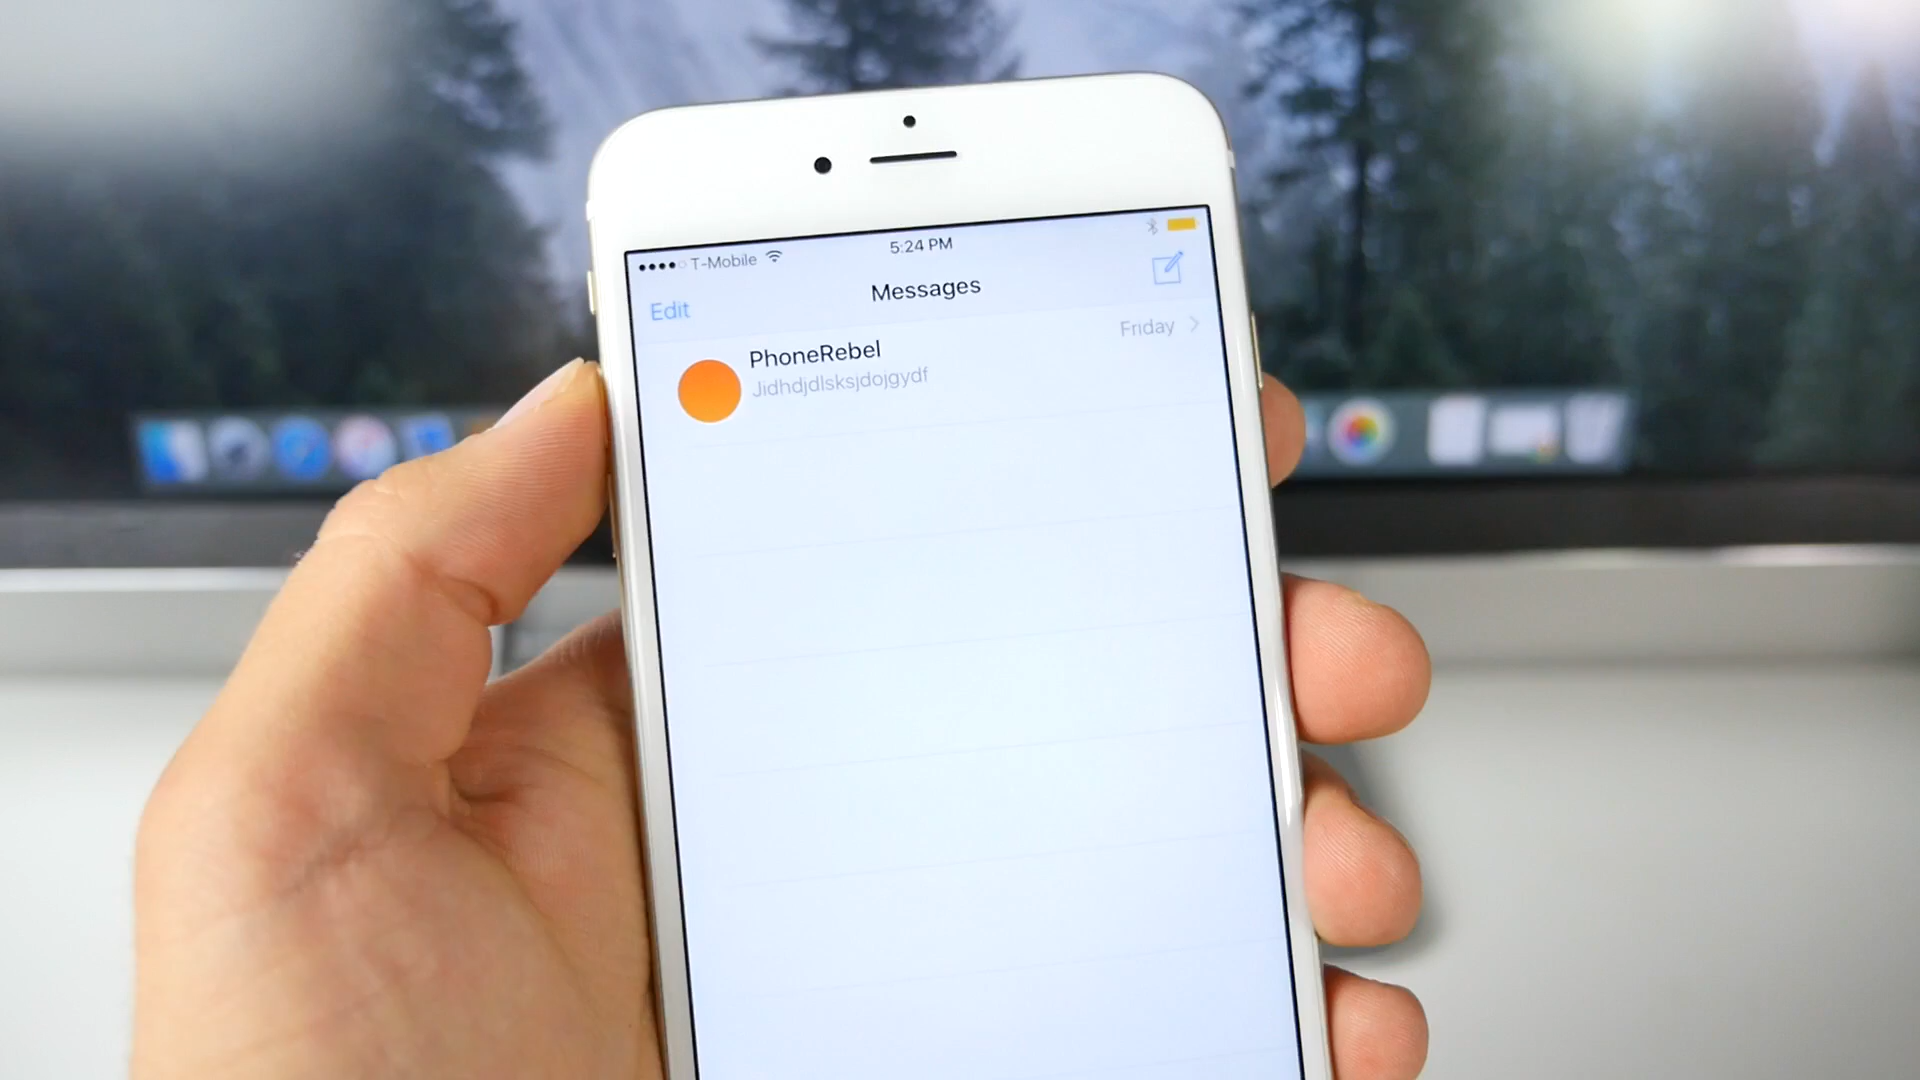 T-Mobile
5:24 PM
Edit
Messages
PhoneRebel
Friday
Jidhdjdlsksjdojgydf